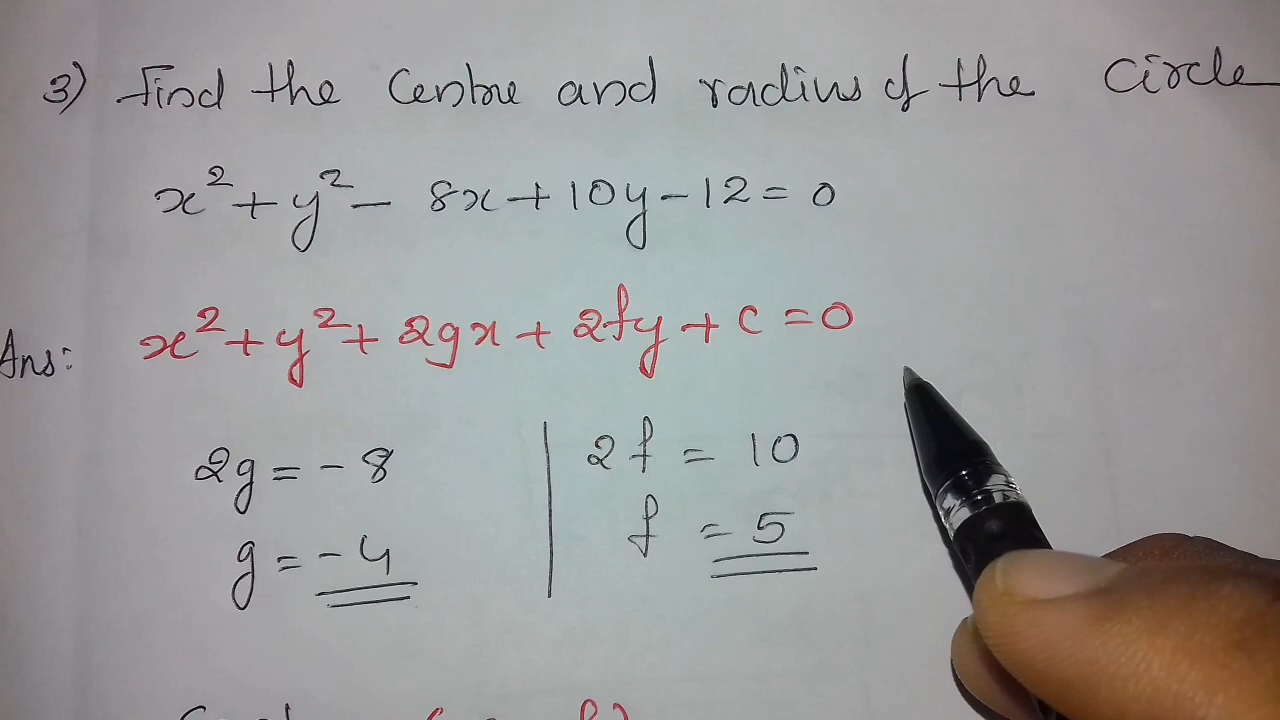 3) Find the Centre and radius of the Circle
x² + y² - 8x + 10y - 12 = 0
Ans: x² + y² + 2gx + 2fy + c = 0
2g = -8 | 2f = 10
g = -4 | f = 5